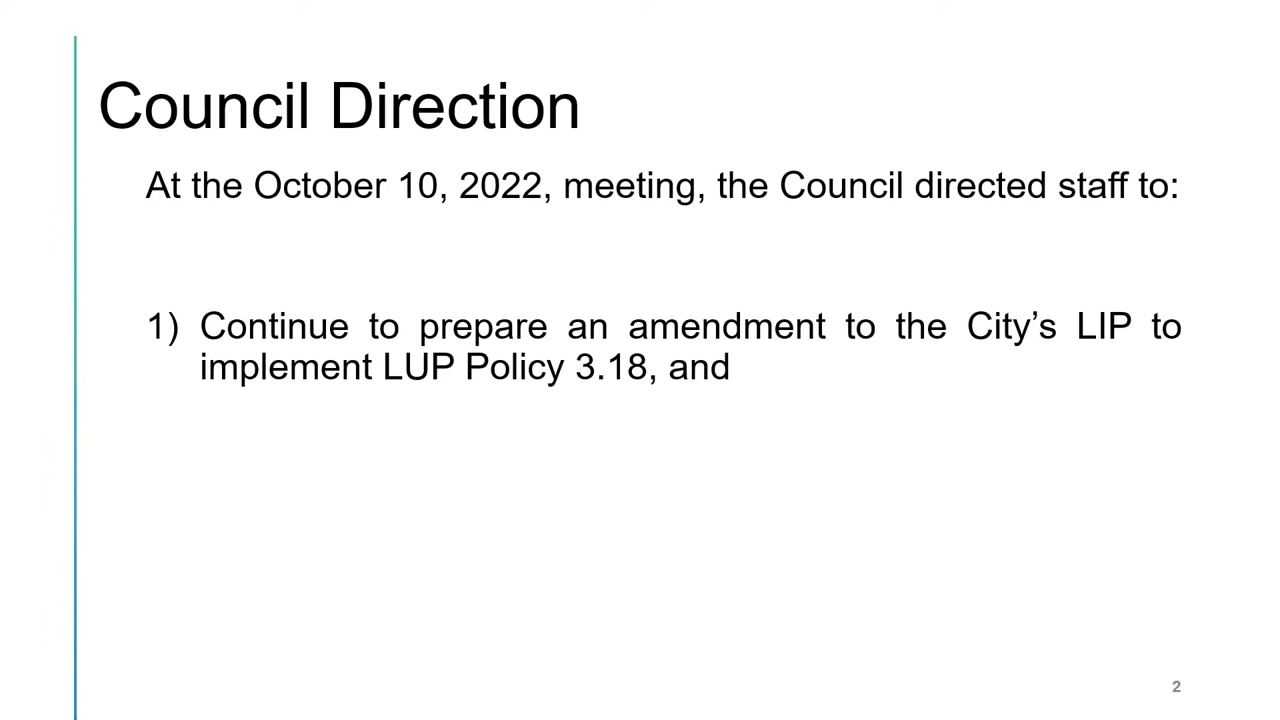 Council Direction
At the October 10, 2022, meeting, the Council directed staff to:
1) Continue to prepare an amendment to the City’s LIP to
implement LUP Policy 3.18, and
2